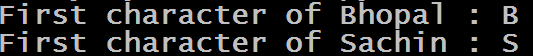 First character of Bhopal : B
First character of Sachin : S